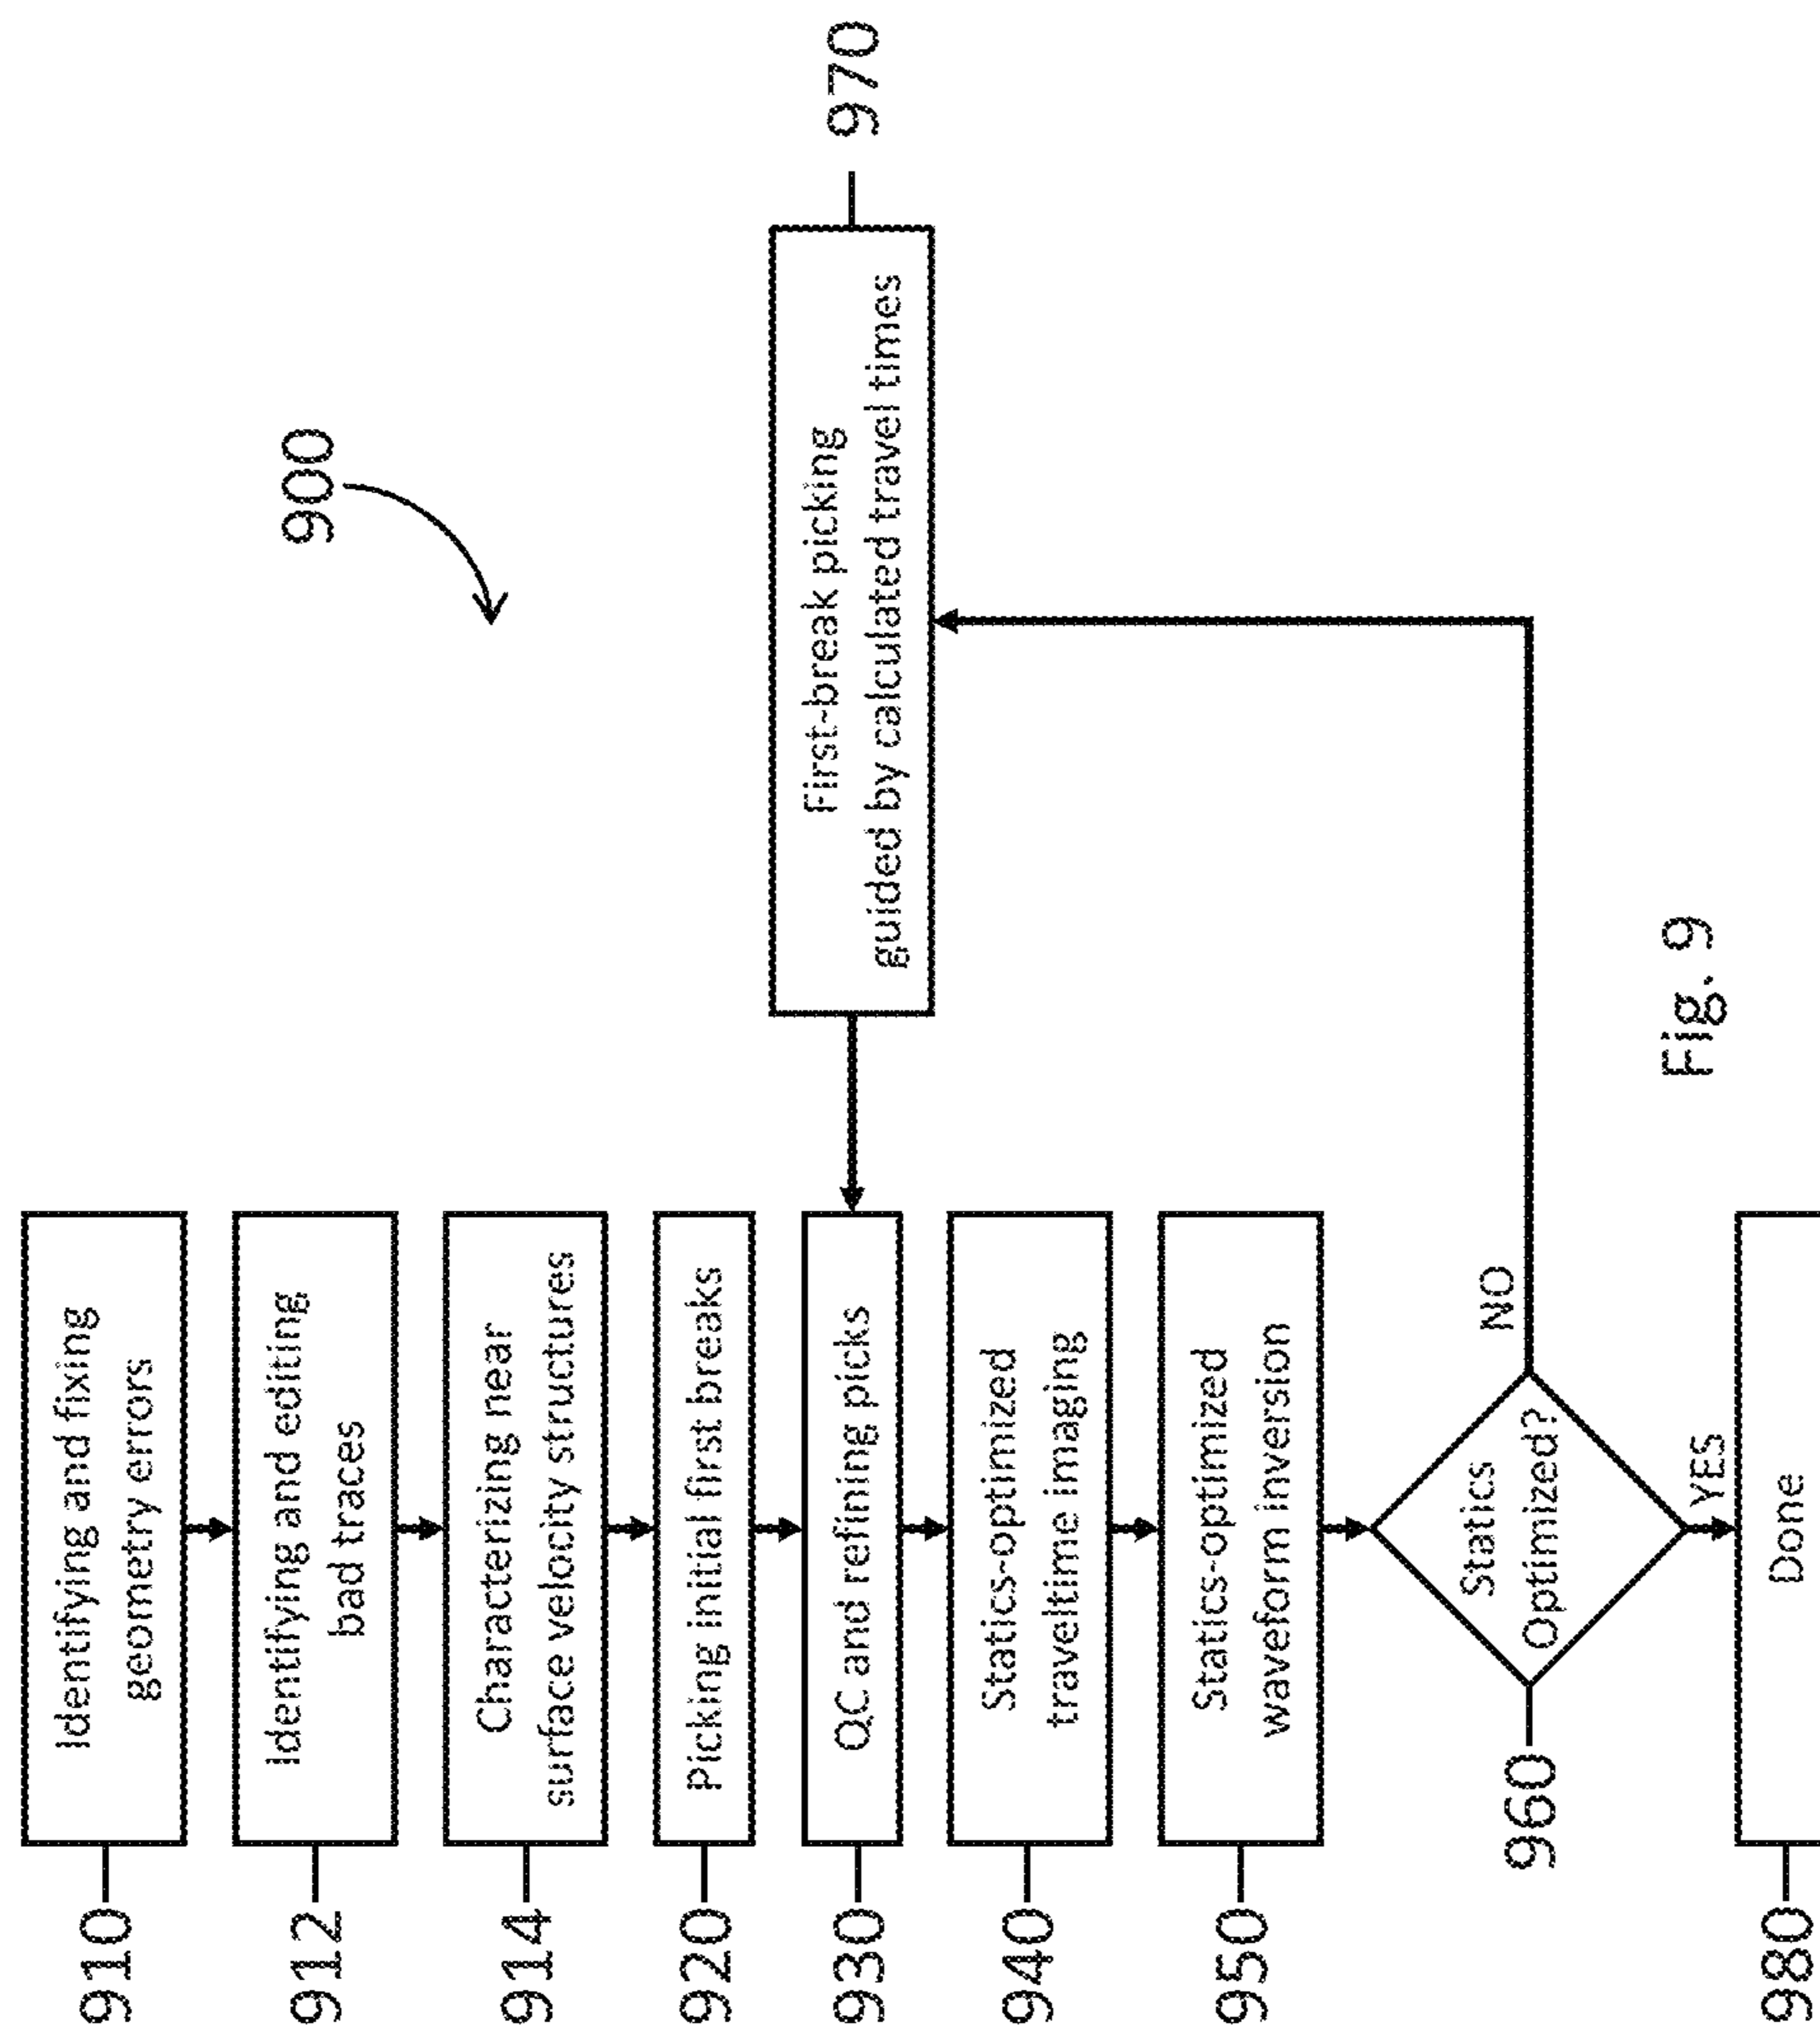 900
910
Identifying and fixing
geometry errors
912
Identifying and editing
bad traces
914
Characterizing near
surface velocity structures
920
Picking initial first breaks
930
QC and refining picks
940
Statics-optimized
traveltime imaging
950
Statics-optimized
waveform inversion
960
Statics
Optimized?
NO
YES
970
First-break picking
guided by calculated travel times
980
Done
Fig. 9